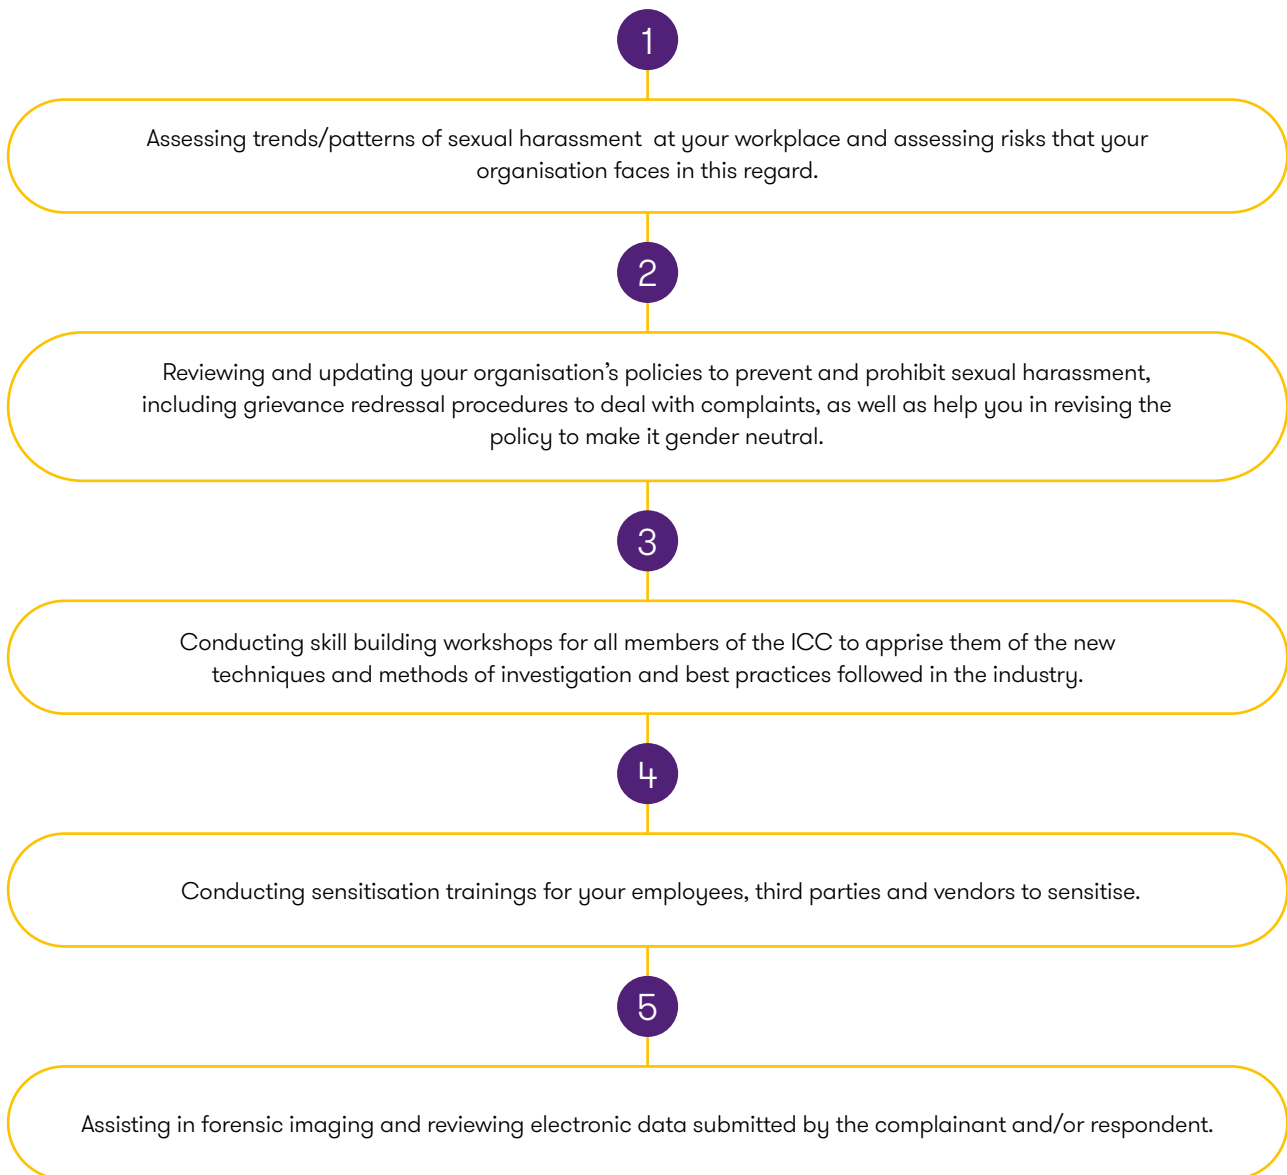 1
Assessing trends/patterns of sexual harassment at your workplace and assessing risks that your
organisation faces in this regard.
2
Reviewing and updating your organisation’s policies to prevent and prohibit sexual harassment,
including grievance redressal procedures to deal with complaints, as well as help you in revising the
policy to make it gender neutral.
3
Conducting skill building workshops for all members of the ICC to apprise them of the new
techniques and methods of investigation and best practices followed in the industry.
4
Conducting sensitisation trainings for your employees, third parties and vendors to sensitise.
5
Assisting in forensic imaging and reviewing electronic data submitted by the complainant and/or respondent.